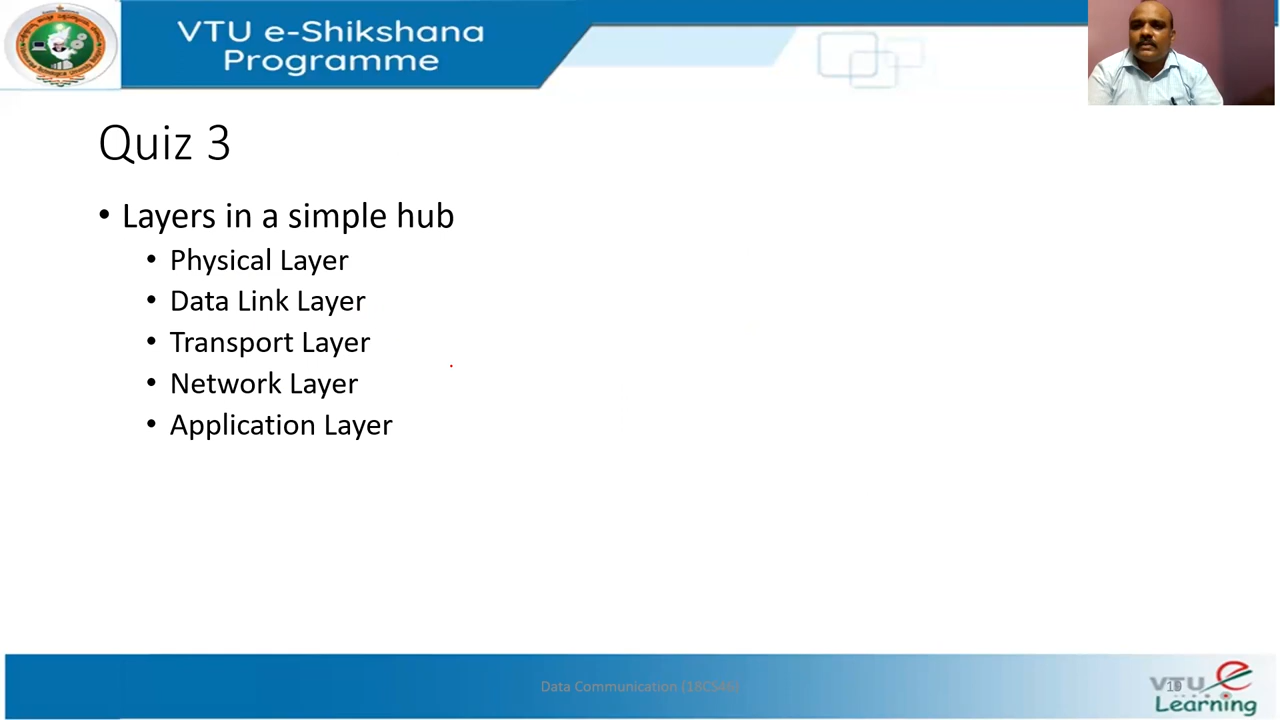 VTU e-Shikshana
Programme
Quiz 3
• Layers in a simple hub
• Physical Layer
• Data Link Layer
• Transport Layer
• Network Layer
• Application Layer
Data Communication (18CS46)
19
VTU e
Learning